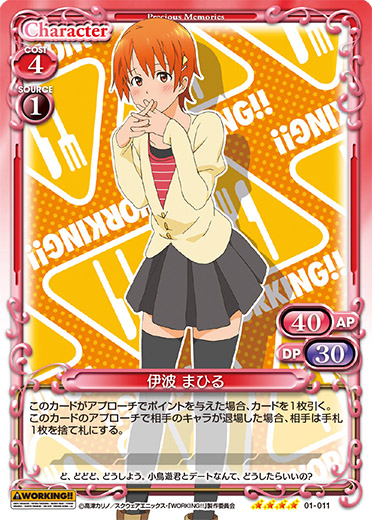 Precious Memories
Character
COST
4
SOURCE
1
WORKING!!
WORKING!!
WORKING!!
40 AP
DP 30
伊波 まひる
このカードがアプローチでポイントを与えた場合、カードを1枚引く。
このカードのアプローチで相手のキャラが退場した場合、相手は手札
1枚を捨て札にする。
ど、どどど、どうしよう、小鳥遊君とデートなんて、どうしたらいいの?
WORKING!!
©高津カリノ/スクウェアエニックス・「WORKING!!」製作委員会
01-011